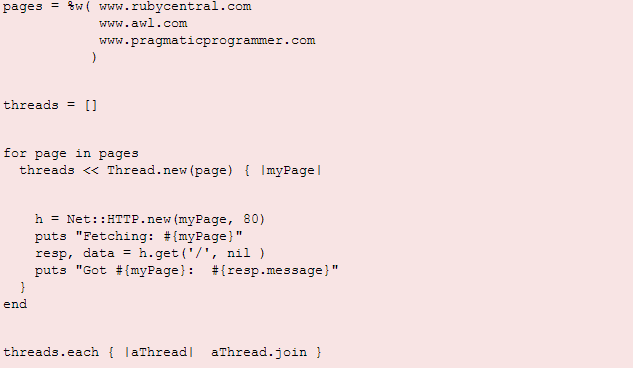 pages = %w( www.rubycentral.com
            www.awl.com
            www.pragmaticprogrammer.com
           )
threads = []
for page in pages
  threads << Thread.new(page) { |myPage|
    h = Net::HTTP.new(myPage, 80)
    puts "Fetching: #{myPage}"
    resp, data = h.get('/', nil )
    puts "Got #{myPage}:  #{resp.message}"
  }
end
threads.each { |aThread|  aThread.join }